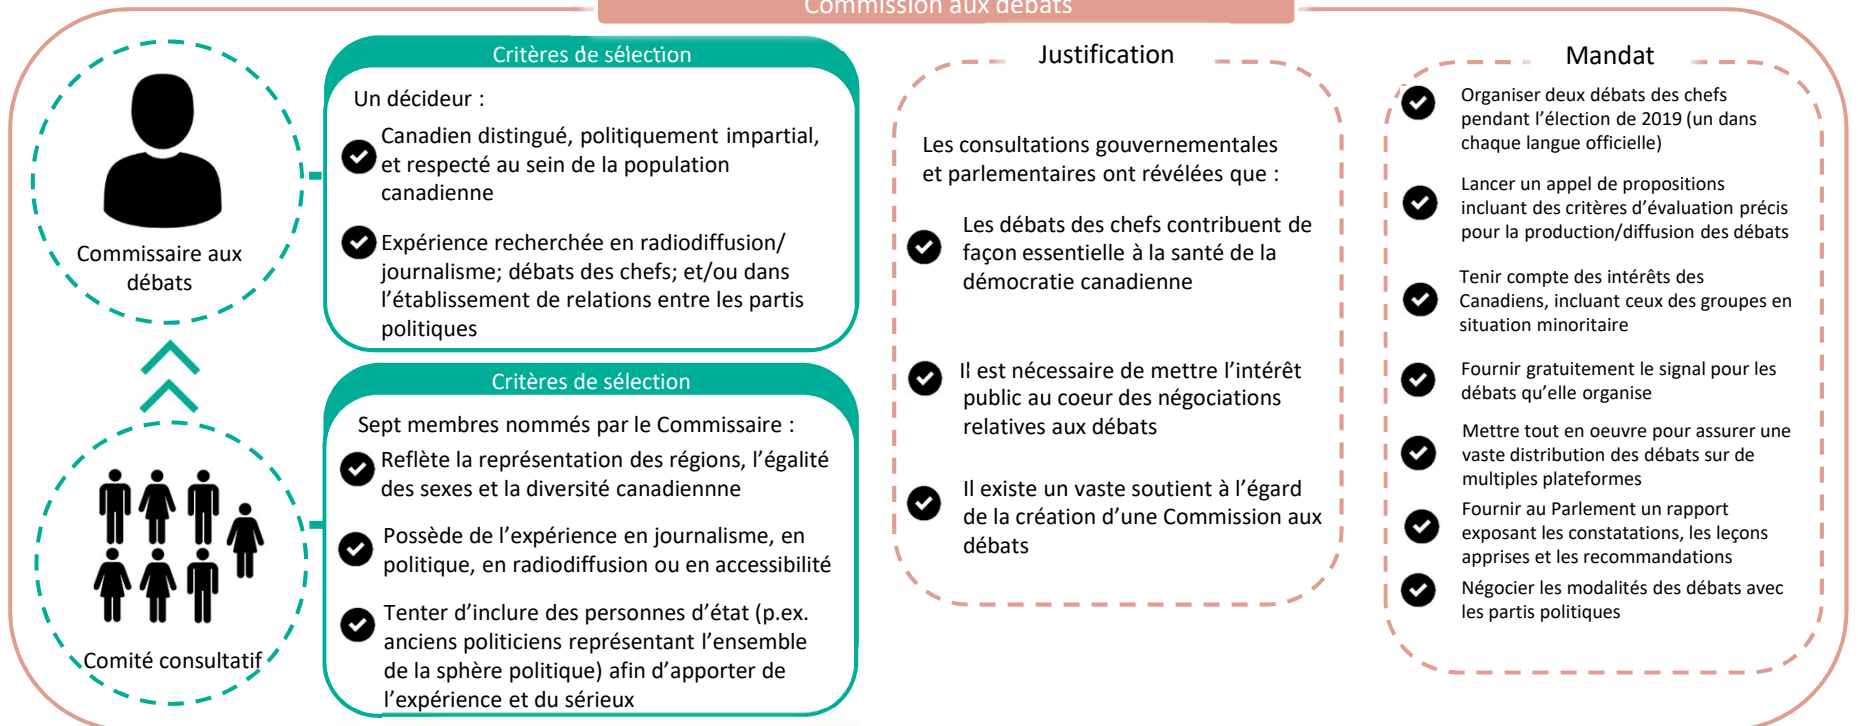 Commission aux débats
Commissaire aux
débats
Critères de sélection
Un décideur :
Canadien distingué, politiquement impartial,
et respecté au sein de la population
canadienne
Expérience recherchée en radiodiffusion/
journalisme; débats des chefs; et/ou dans
l'établissement de relations entre les partis
politiques
Comité consultatif
Critères de sélection
Sept membres nommés par le Commissaire :
Reflète la représentation des régions, l'égalité
des sexes et la diversité canadiennne
Possède de l'expérience en journalisme, en
politique, en radiodiffusion ou en accessibilité
Tenter d'inclure des personnes d'état (p.ex.
anciens politiciens représentant l'ensemble
de la sphère politique) afin d'apporter de
l'expérience et du sérieux
Justification
Les consultations gouvernementales
et parlementaires ont révélées que :
Les débats des chefs contribuent de
façon essentielle à la santé de la
démocratie canadienne
Il est nécessaire de mettre l'intérêt
public au coeur des négociations
relatives aux débats
Il existe un vaste soutient à l'égard
de la création d'une Commission aux
débats
Mandat
Organiser deux débats des chefs
pendant l'élection de 2019 (un dans
chaque langue officielle)
Lancer un appel de propositions
incluant des critères d'évaluation précis
pour la production/diffusion des débats
Tenir compte des intérêts des
Canadiens, incluant ceux des groupes en
situation minoritaire
Fournir gratuitement le signal pour les
débats qu'elle organise
Mettre tout en oeuvre pour assurer une
vaste distribution des débats sur de
multiples plateformes
Fournir au Parlement un rapport
exposant les constatations, les leçons
apprises et les recommandations
Négocier les modalités des débats avec
les partis politiques